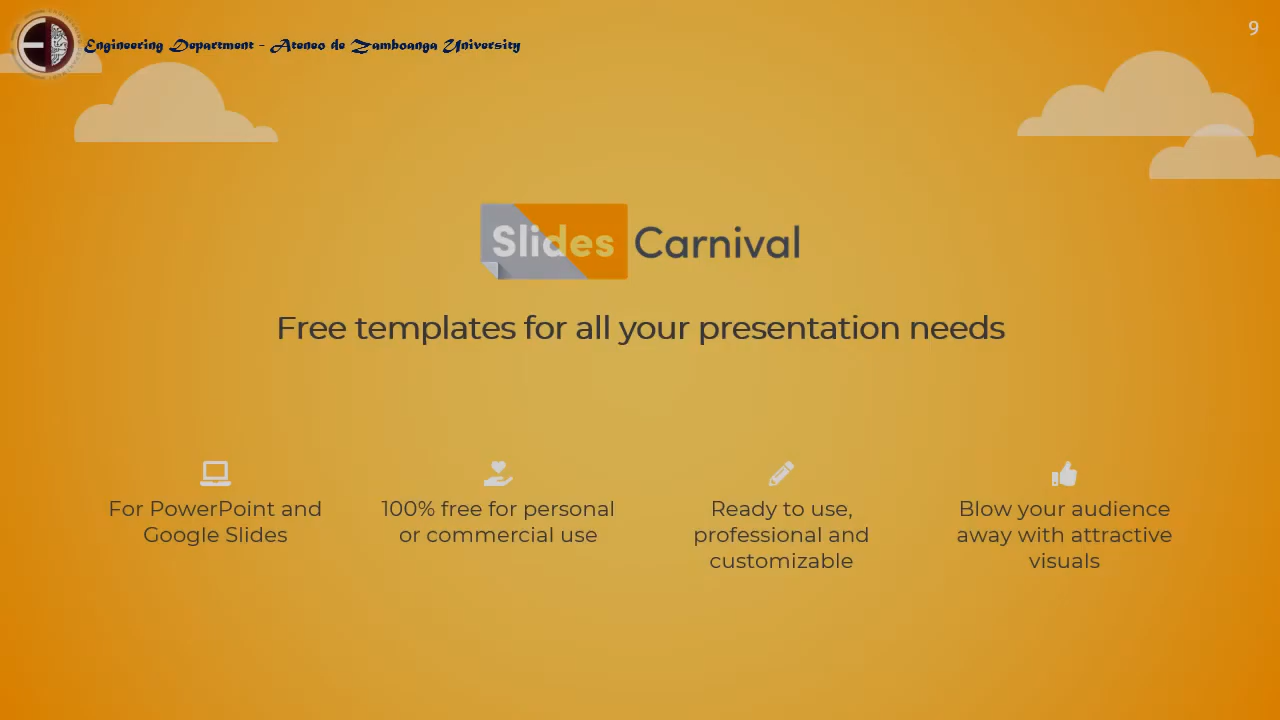 Engineering Department - Ateneo de Zamboanga University
9
Slides Carnival
Free templates for all your presentation needs
For PowerPoint and
Google Slides
100% free for personal
or commercial use
Ready to use,
professional and
customizable
Blow your audience
away with attractive
visuals